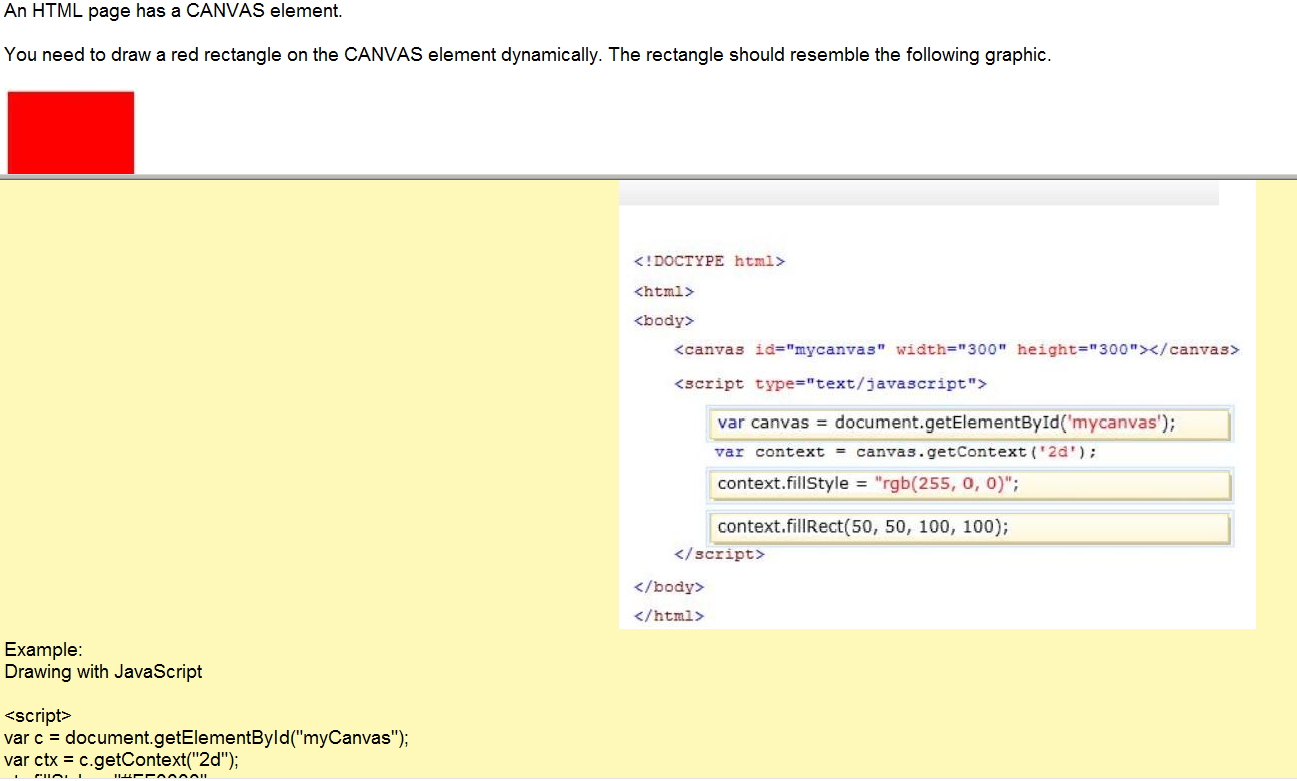 An HTML page has a CANVAS element.
You need to draw a red rectangle on the CANVAS element dynamically. The rectangle should resemble the following graphic.
<!DOCTYPE html>
<html>
<body>
<canvas id="mycanvas" width="300" height="300"></canvas>
<script type="text/javascript">
var canvas = document.getElementById('mycanvas');
var context = canvas.getContext('2d');
context.fillStyle = "rgb(255, 0, 0)";
context.fillRect(50, 50, 100, 100);
</script>
</body>
</html>
Example:
Drawing with JavaScript
<script>
var c = document.getElementById("myCanvas");
var ctx = c.getContext("2d");